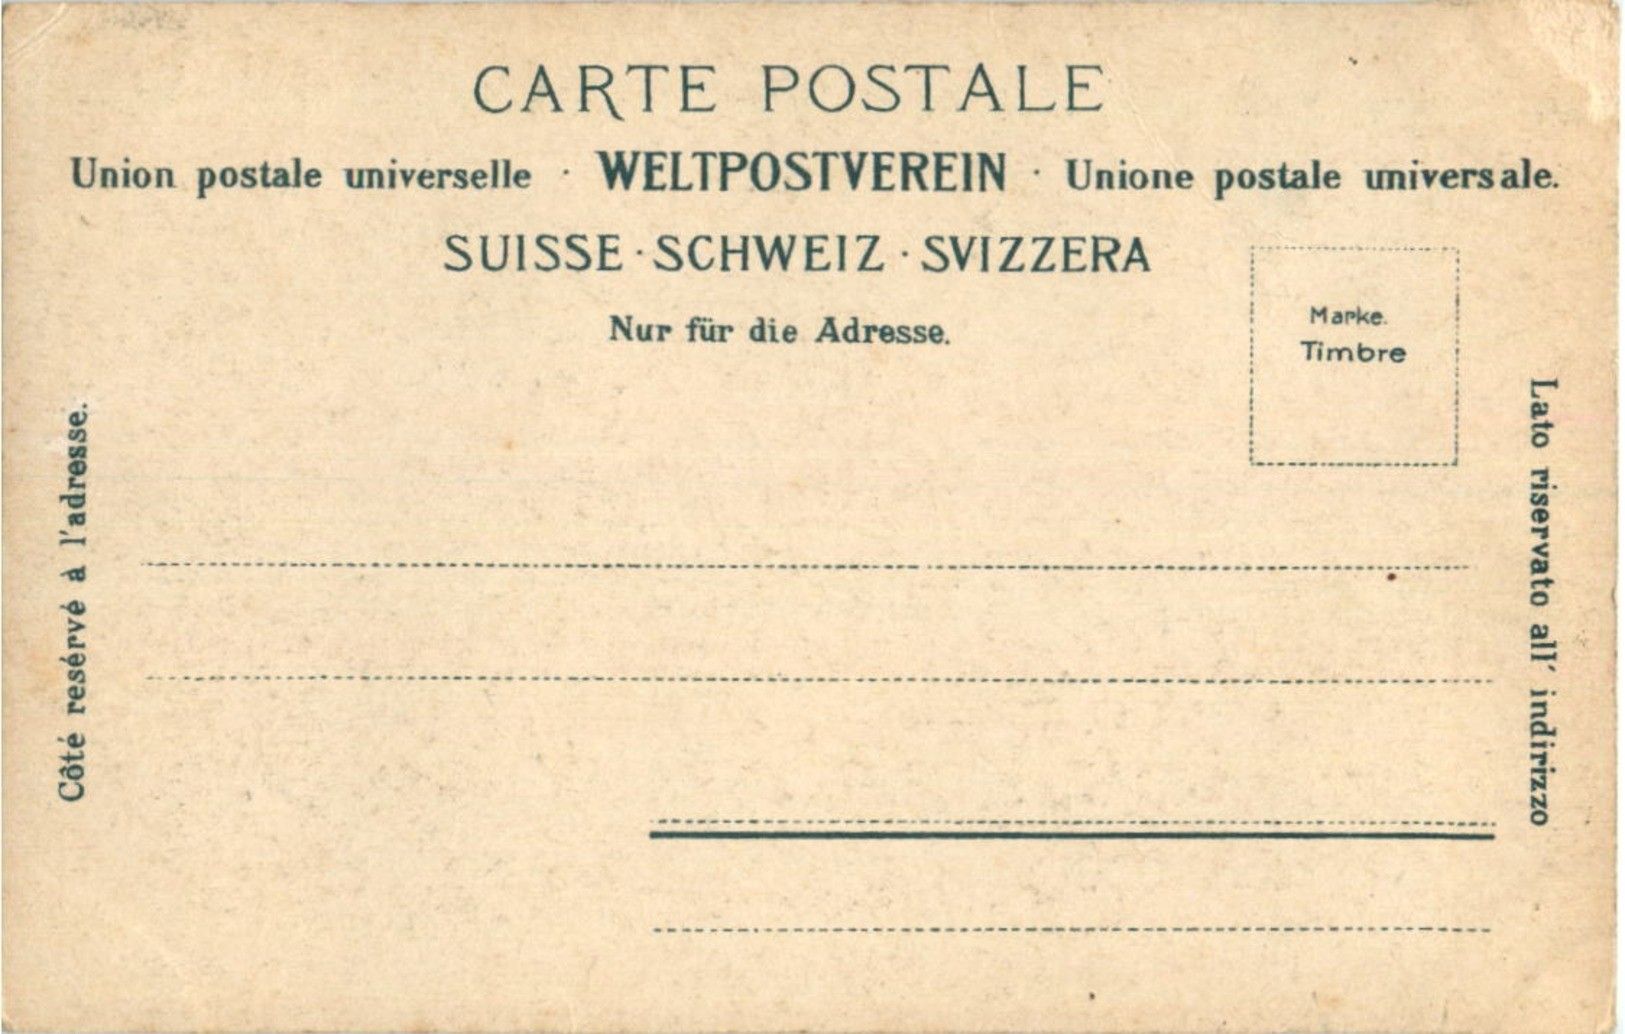 CARTE POSTALE
Union postale universelle · WELTPOSTVEREIN · Unione postale universale.
SUISSE · SCHWEIZ · SVIZZERA
Nur für die Adresse.
Marke.
Timbre
Côté resérvé à l'adresse.
Lato riservato all' indirizzo